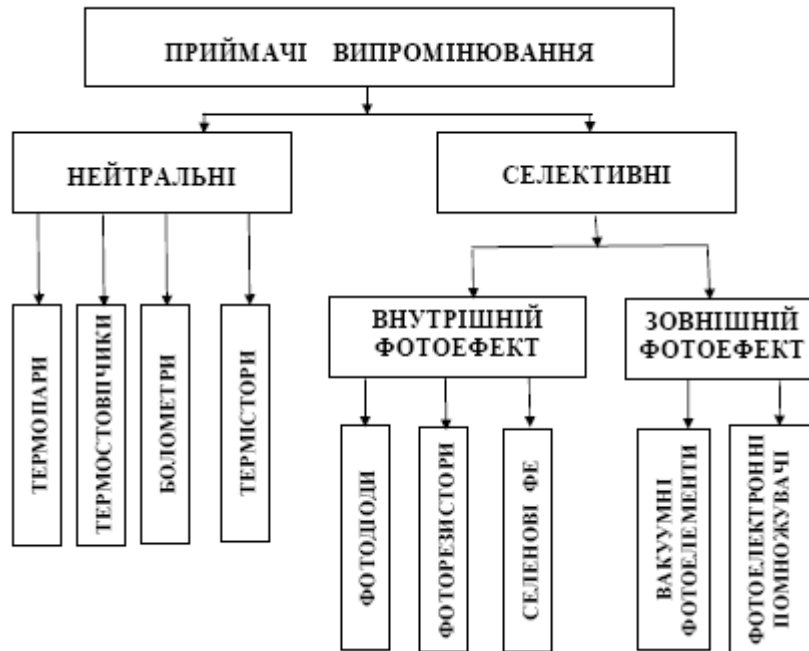 ПРИЙМАЧІ ВИПРОМІНЮВАННЯ
НЕЙТРАЛЬНІ
СЕЛЕКТИВНІ
ВНУТРІШНІЙ
ФОТОЕФЕКТ
ЗОВНІШНІЙ
ФОТОЕФЕКТ
ТЕРМОПАРИ
ТЕРМОСТОВПЧИКИ
БОЛОМЕТРИ
ТЕРМІСТОРИ
ФОТОДІОДИ
ФОТОРЕЗИСТОРИ
СЕЛЕНОВІ ФЕ
ВАКУУМНІ
ФОТОЕЛЕМЕНТИ
ФОТОЕЛЕКТРОННІ
ПОМНОЖУВАЧІ